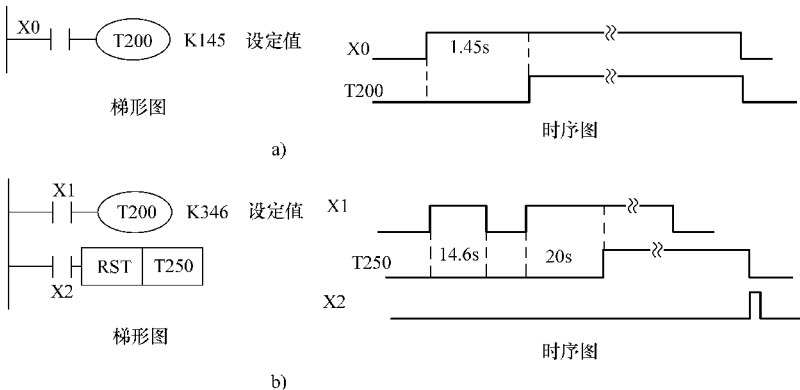 X0 T200 K145 设定值
梯形图
X0 1.45s
T200
时序图
a)
X1 T200 K346 设定值
RST T250
X2
梯形图
X1
T250 14.6s 20s
X2
时序图
b)